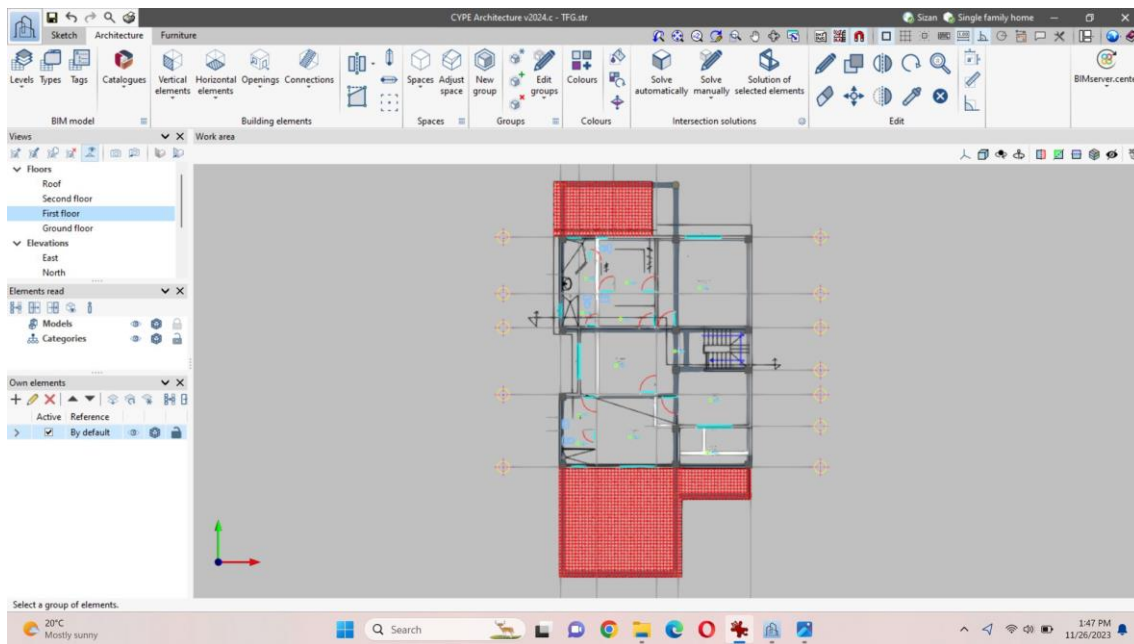 CYPE Architecture v2024.c - TFG.str
Sizan
Single family home
Sketch
Architecture
Furniture
Levels Types Tags
Catalogues
Vertical elements
Horizontal elements
Openings
Connections
Spaces
Adjust space
New group
Edit groups
Colours
Solve automatically
Solve manually
Solution of selected elements
BIMserver.cente
BIM model
Building elements
Spaces
Groups
Colours
Intersection solutions
Edit
Views
Work area
Floors
Roof
Second floor
First floor
Ground floor
Elevations
East
North
Elements read
Models
Categories
Own elements
Active Reference
By default
Select a group of elements.
20°C
Mostly sunny
Search
1:47 PM
11/26/2023